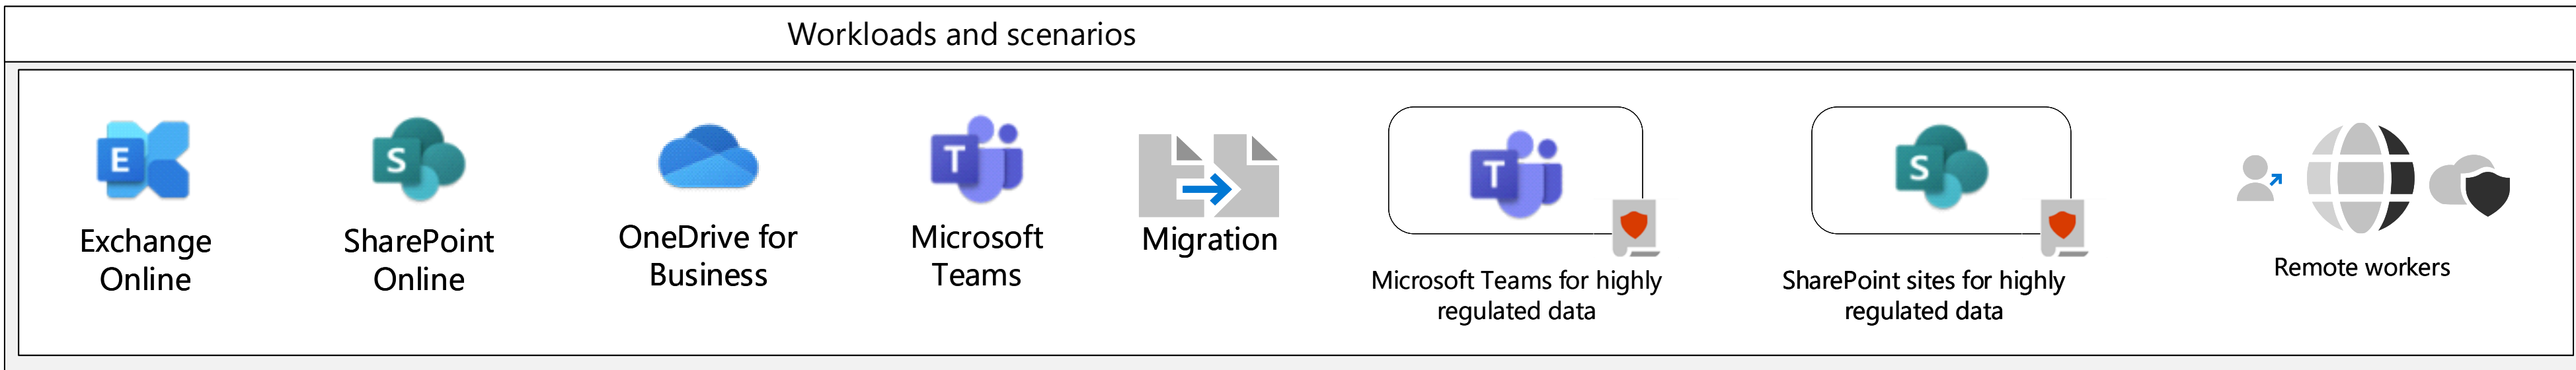 Workloads and scenarios
E
S
T
T
S
Exchange
Online
SharePoint
Online
OneDrive for
Business
Microsoft
Teams
Migration
Microsoft Teams for highly
regulated data
SharePoint sites for highly
regulated data
Remote workers